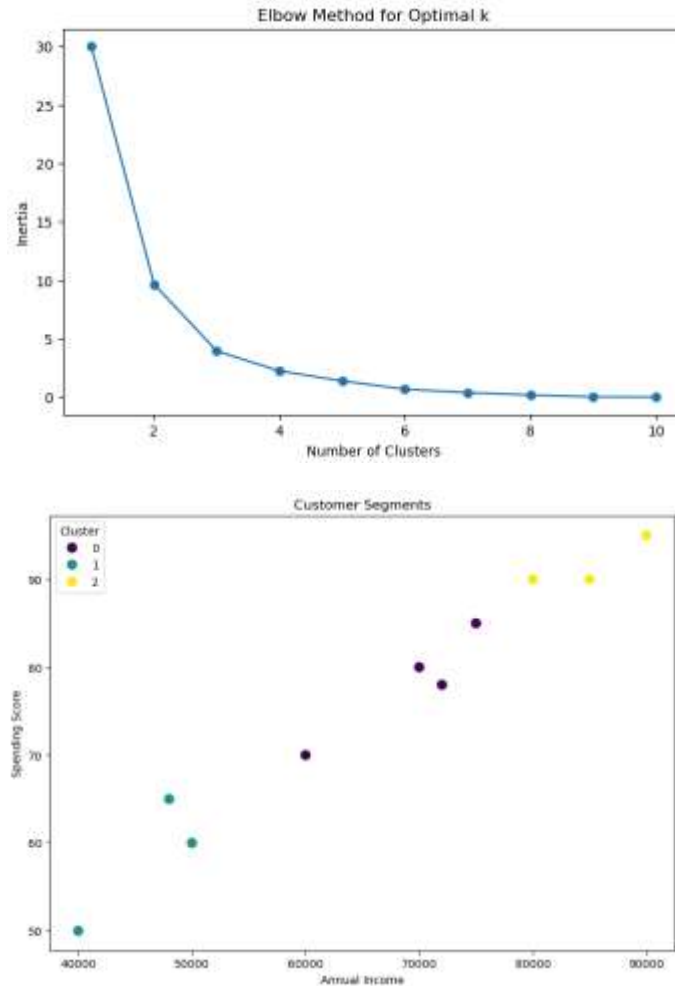 Elbow Method for Optimal k
30
25
20
15
10
5
0
Inertia
2 4 6 8 10
Number of Clusters
Customer Segments
Cluster
0
1
2
90
80
70
60
50
Spending Score
40000 50000 60000 70000 80000 90000
Annual Income